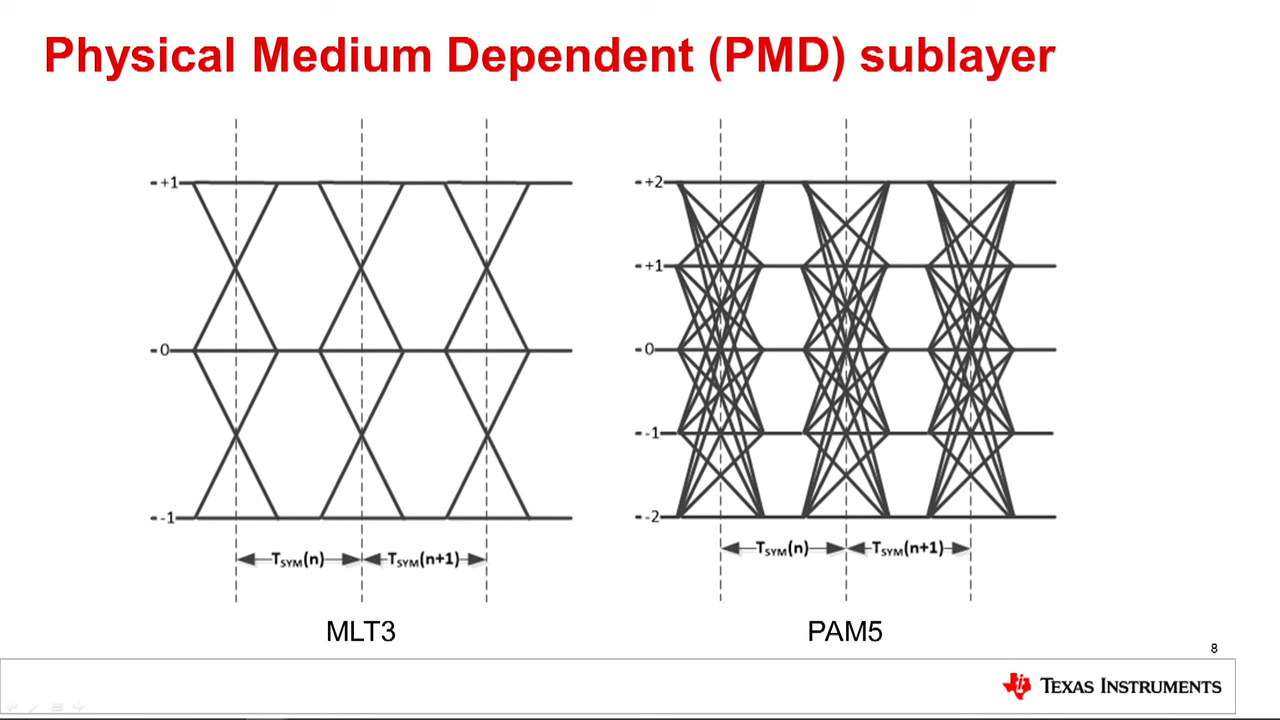 Physical Medium Dependent (PMD) sublayer
+1
0
-1
TSYM(n)
TSYM(n+1)
MLT3
+2
+1
0
-1
-2
TSYM(n)
TSYM(n+1)
PAM5
8
TEXAS INSTRUMENTS